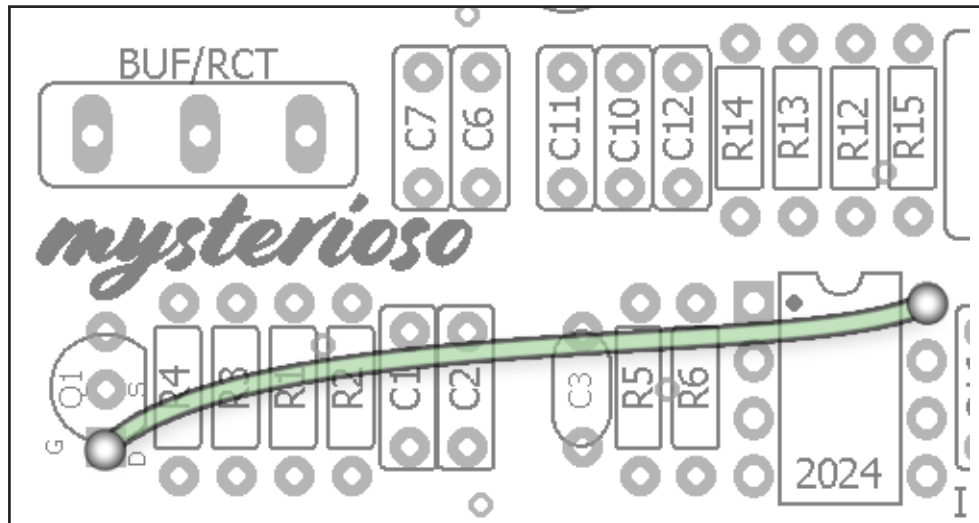 BUF/RCT
C7
C6
C11
C10
C12
R14
R13
R12
R15
mysterioso
Q1
S
G
D
R4
R3
R1
R2
C1
C2
C3
R5
R6
2024